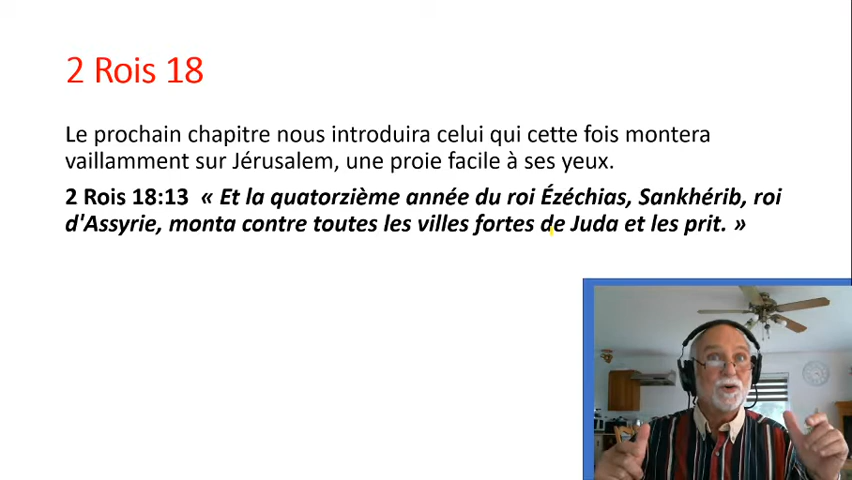 2 Rois 18
Le prochain chapitre nous introduira celui qui cette fois montera
vaillamment sur Jérusalem, une proie facile à ses yeux.
2 Rois 18:13 « Et la quatorzième année du roi Ézéchias, Sankhérib, roi
d'Assyrie, monta contre toutes les villes fortes de Juda et les prit. »